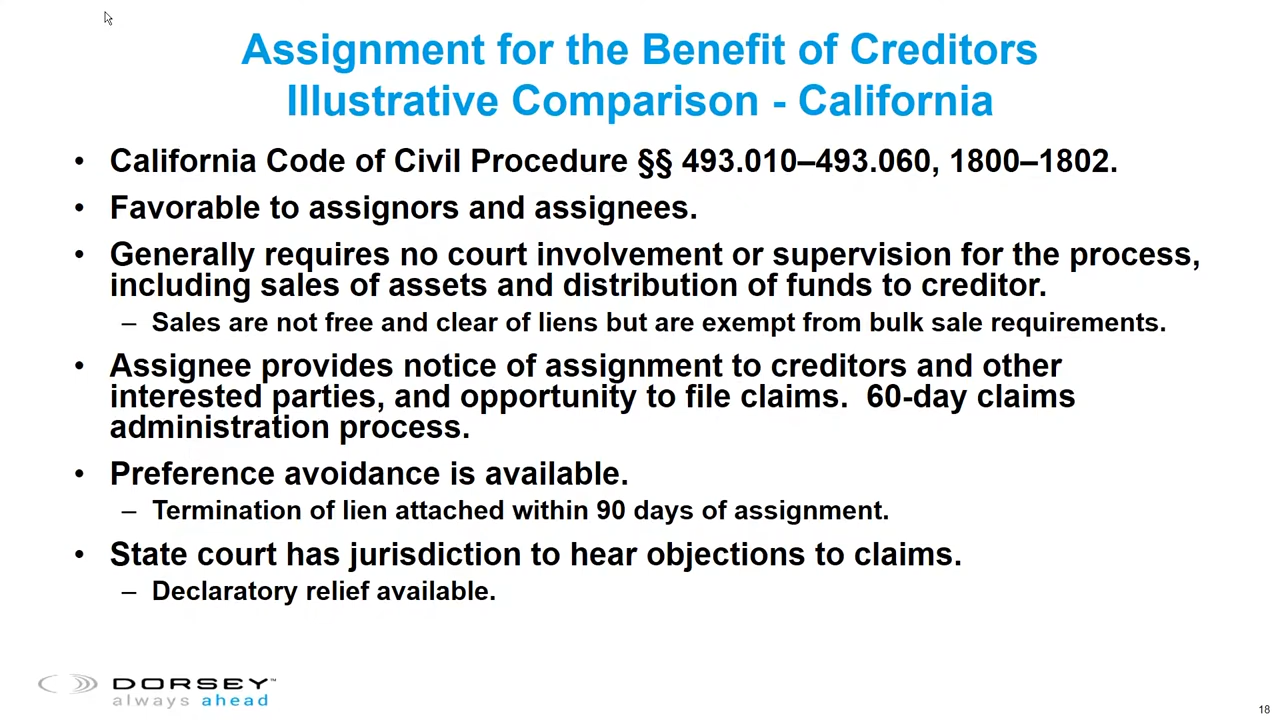 Assignment for the Benefit of Creditors
Illustrative Comparison - California
• California Code of Civil Procedure §§ 493.010–493.060, 1800–1802.
• Favorable to assignors and assignees.
• Generally requires no court involvement or supervision for the process,
including sales of assets and distribution of funds to creditor.
– Sales are not free and clear of liens but are exempt from bulk sale requirements.
• Assignee provides notice of assignment to creditors and other
interested parties, and opportunity to file claims.  60-day claims
administration process.
• Preference avoidance is available.
– Termination of lien attached within 90 days of assignment.
• State court has jurisdiction to hear objections to claims.
– Declaratory relief available.
DORSEY™
always ahead
18